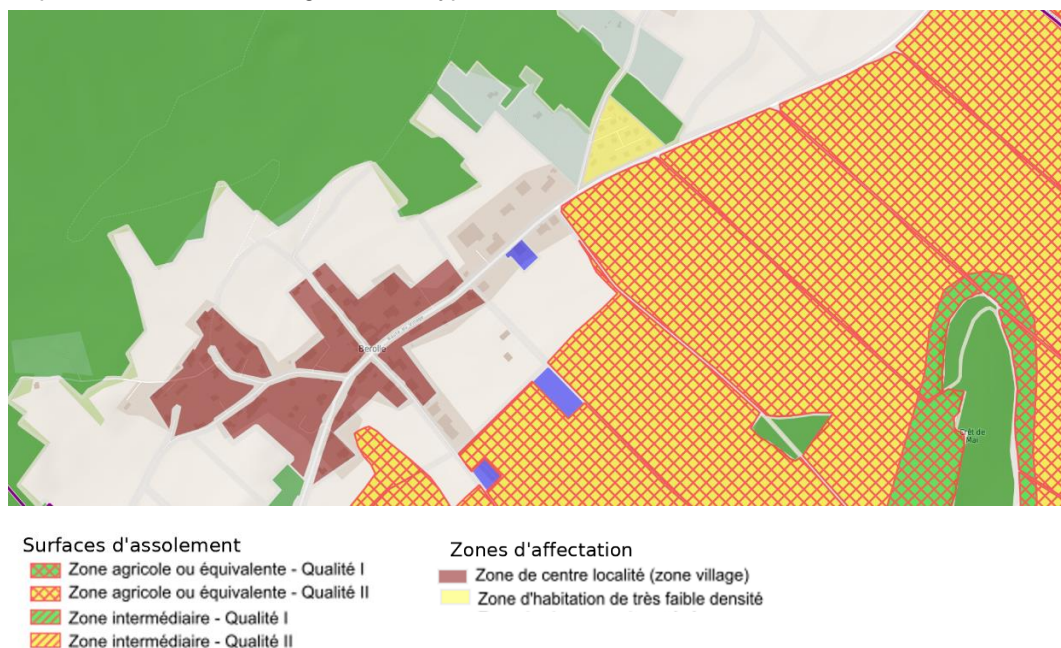 Berolle
Crêt de
Mai
Surfaces d'assolement
Zone agricole ou équivalente - Qualité I
Zone agricole ou équivalente - Qualité II
Zone intermédiaire - Qualité I
Zone intermédiaire - Qualité II
Zones d'affectation
Zone de centre localité (zone village)
Zone d'habitation de très faible densité